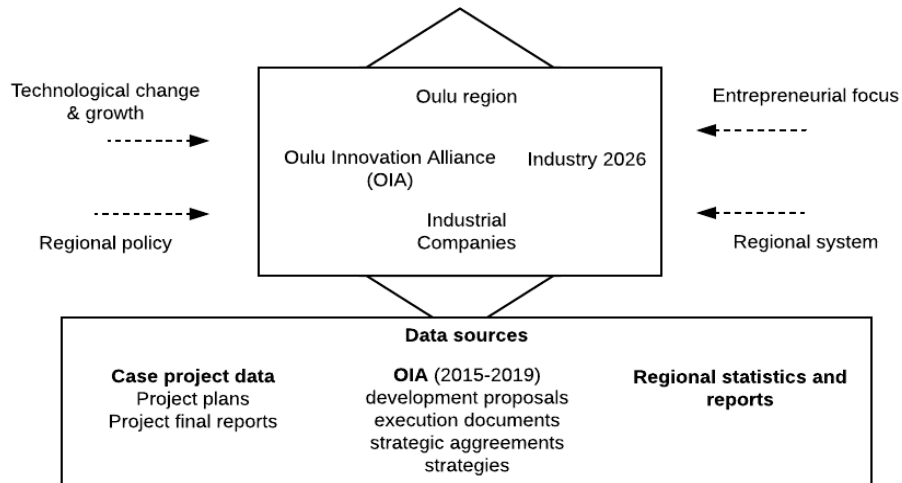 Oulu region
Technological change
& growth
Entrepreneurial focus
Oulu Innovation Alliance
(OIA)
Industry 2026
Regional policy
Industrial
Companies
Regional system
Data sources
Case project data
Project plans
Project final reports
OIA (2015-2019)
development proposals
execution documents
strategic aggreements
strategies
Regional statistics and
reports